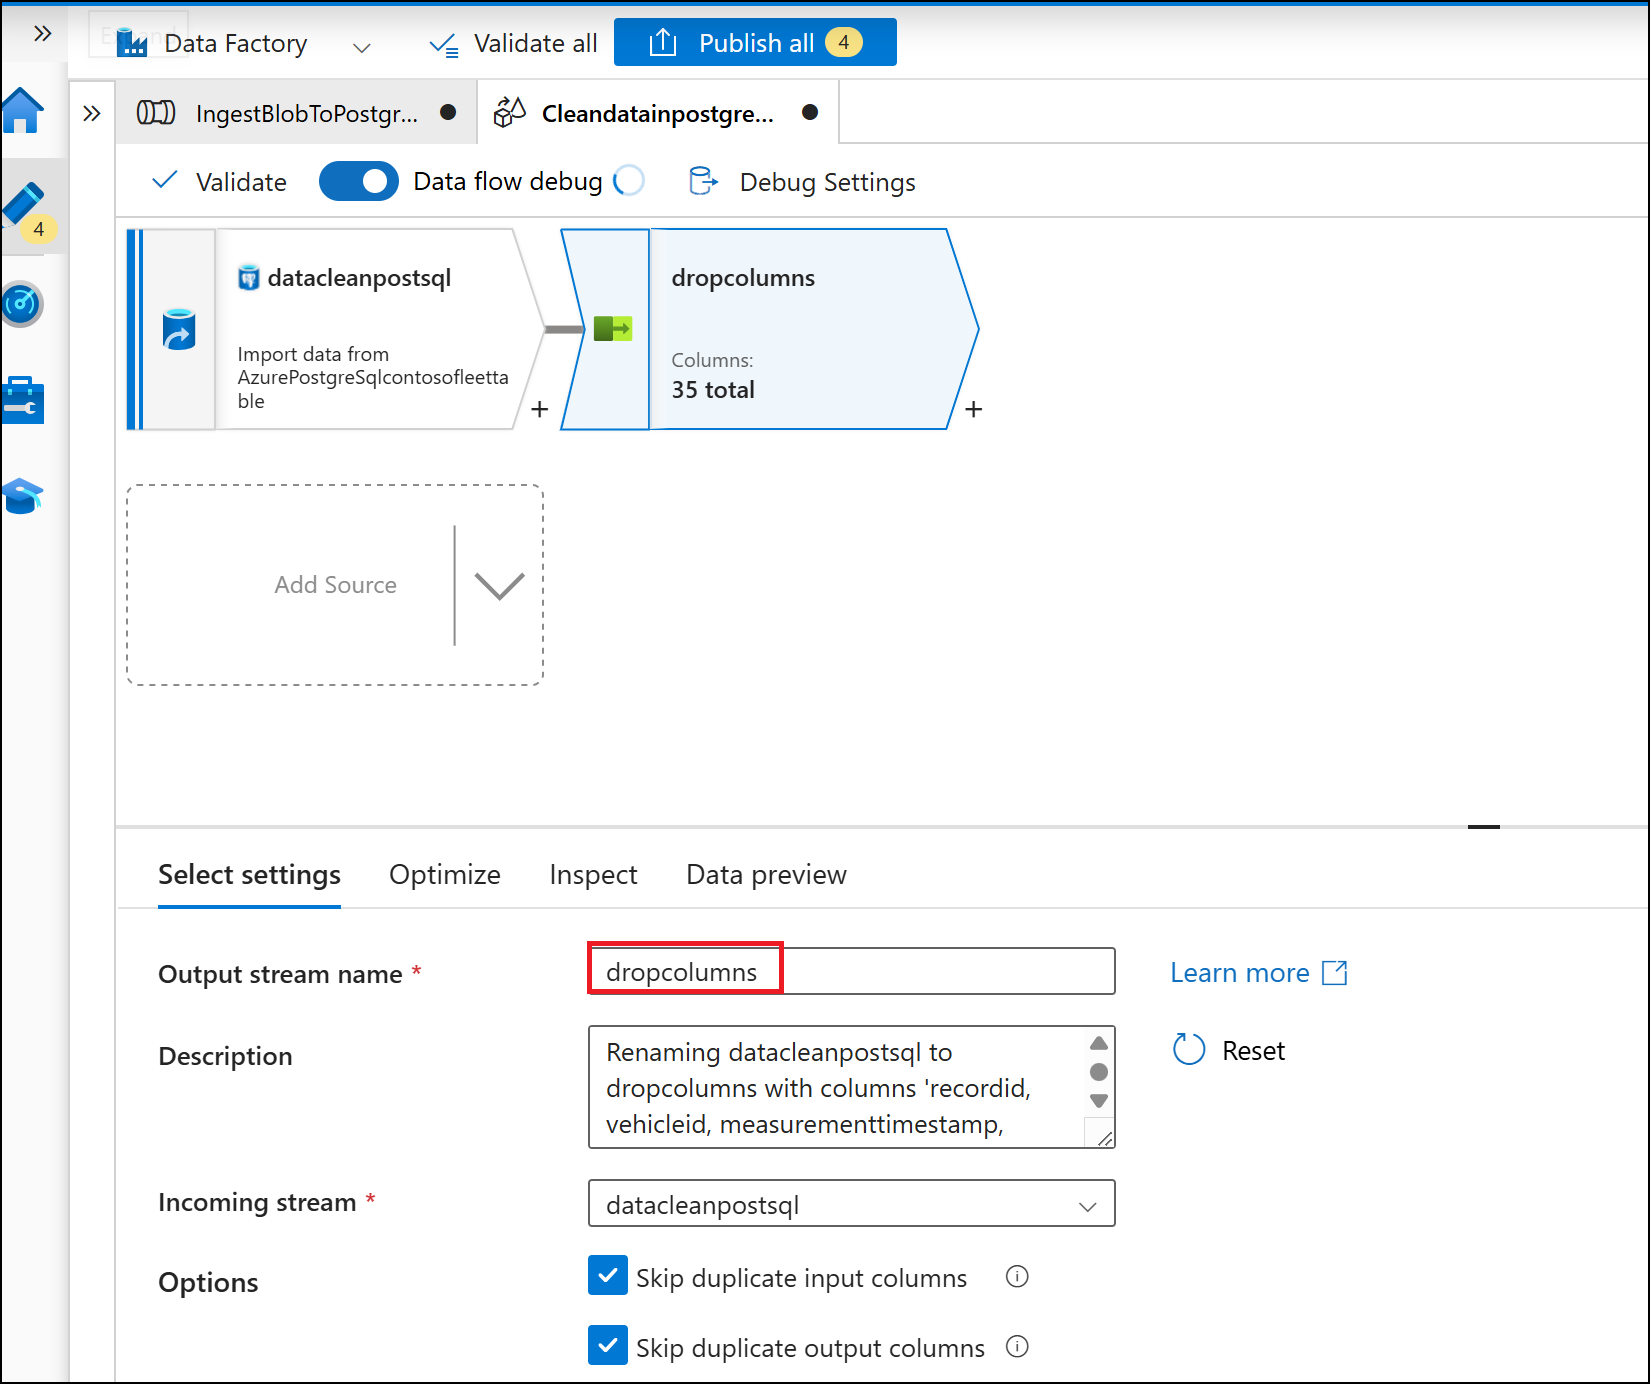 Data Factory
Validate all
Publish all 4
IngestBlobToPostgr...
Cleandatainpostgre...
Validate
Data flow debug
Debug Settings
4
datacleanpostsql
Import data from
AzurePostgreSqlcontosofleetta
ble
+
dropcolumns
Columns:
35 total
+
Add Source
Select settings
Optimize
Inspect
Data preview
Output stream name *
dropcolumns
Learn more
Description
Renaming datacleanpostsql to
dropcolumns with columns 'recordid,
vehicleid, measurementtimestamp,
Reset
Incoming stream *
datacleanpostsql
Options
Skip duplicate input columns
Skip duplicate output columns